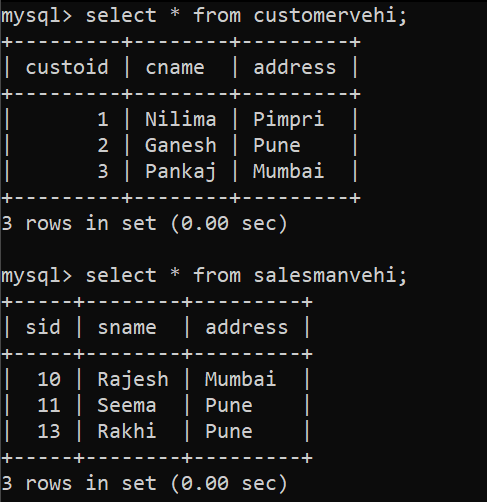 mysql> select * from customervehi;
+---------+--------+---------+
| custoid | cname  | address |
+---------+--------+---------+
|       1 | Nilima | Pimpri  |
|       2 | Ganesh | Pune    |
|       3 | Pankaj | Mumbai  |
+---------+--------+---------+
3 rows in set (0.00 sec)

mysql> select * from salesmanvehi;
+-----+--------+---------+
| sid | sname  | address |
+-----+--------+---------+
|  10 | Rajesh | Mumbai  |
|  11 | Seema  | Pune    |
|  13 | Rakhi  | Pune    |
+-----+--------+---------+
3 rows in set (0.00 sec)